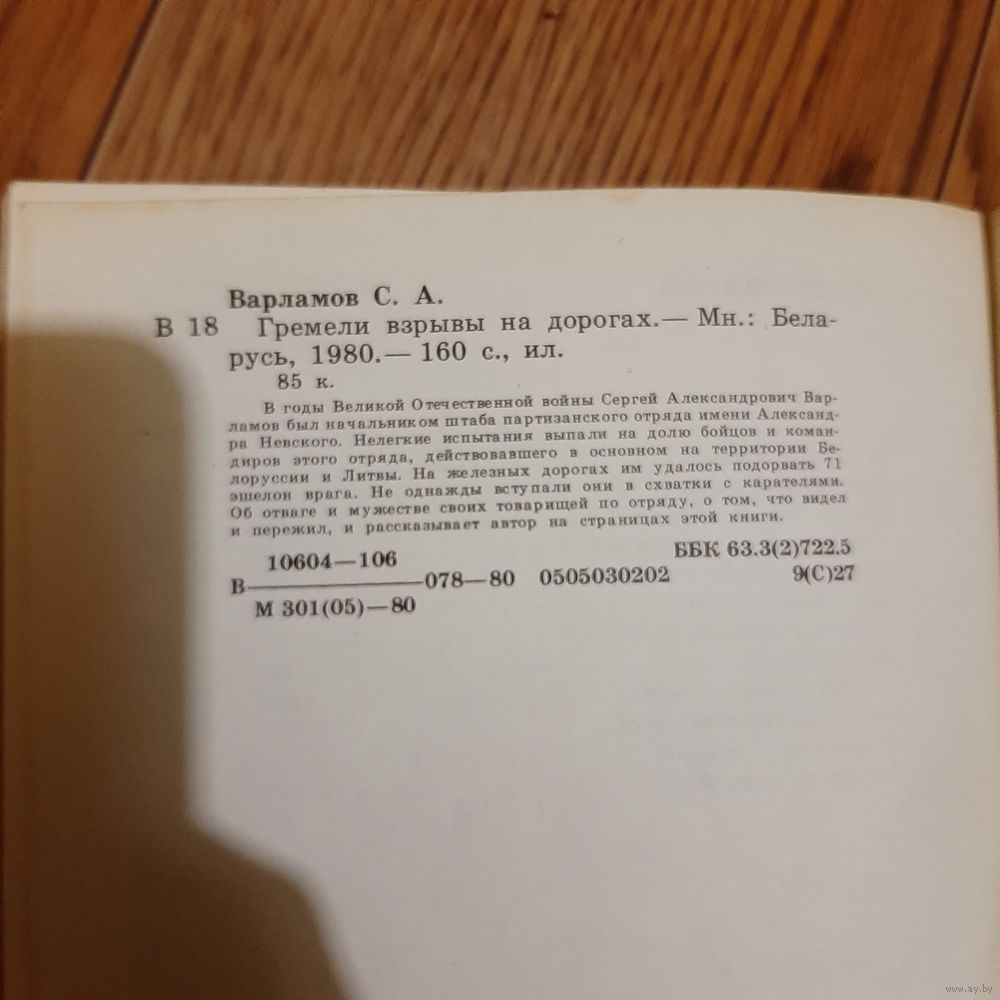 Варламов С. А.
В 18 Гремели взрывы на дорогах.— Мн.: Бела-
русь, 1980.— 160 с., ил.
85 к.
В годы Великой Отечественной войны Сергей Александрович Вар-
ламов был начальником штаба партизанского отряда имени Александ-
ра Невского. Нелегкие испытания выпали на долю бойцов и коман-
диров этого отряда, действовавшего в основном на территории Бе-
лоруссии и Литвы. На железных дорогах им удалось подорвать 71
эшелон врага. Не однажды вступали они в схватки с карателями.
Об отваге и мужестве своих товарищей по отряду, о том, что видел
и пережил, и рассказывает автор на страницах этой книги.
10604—106
В————078—80 0505030202
М 301(05)—80
ББК 63.3(2)722.5
9(С)27
www.ay.by